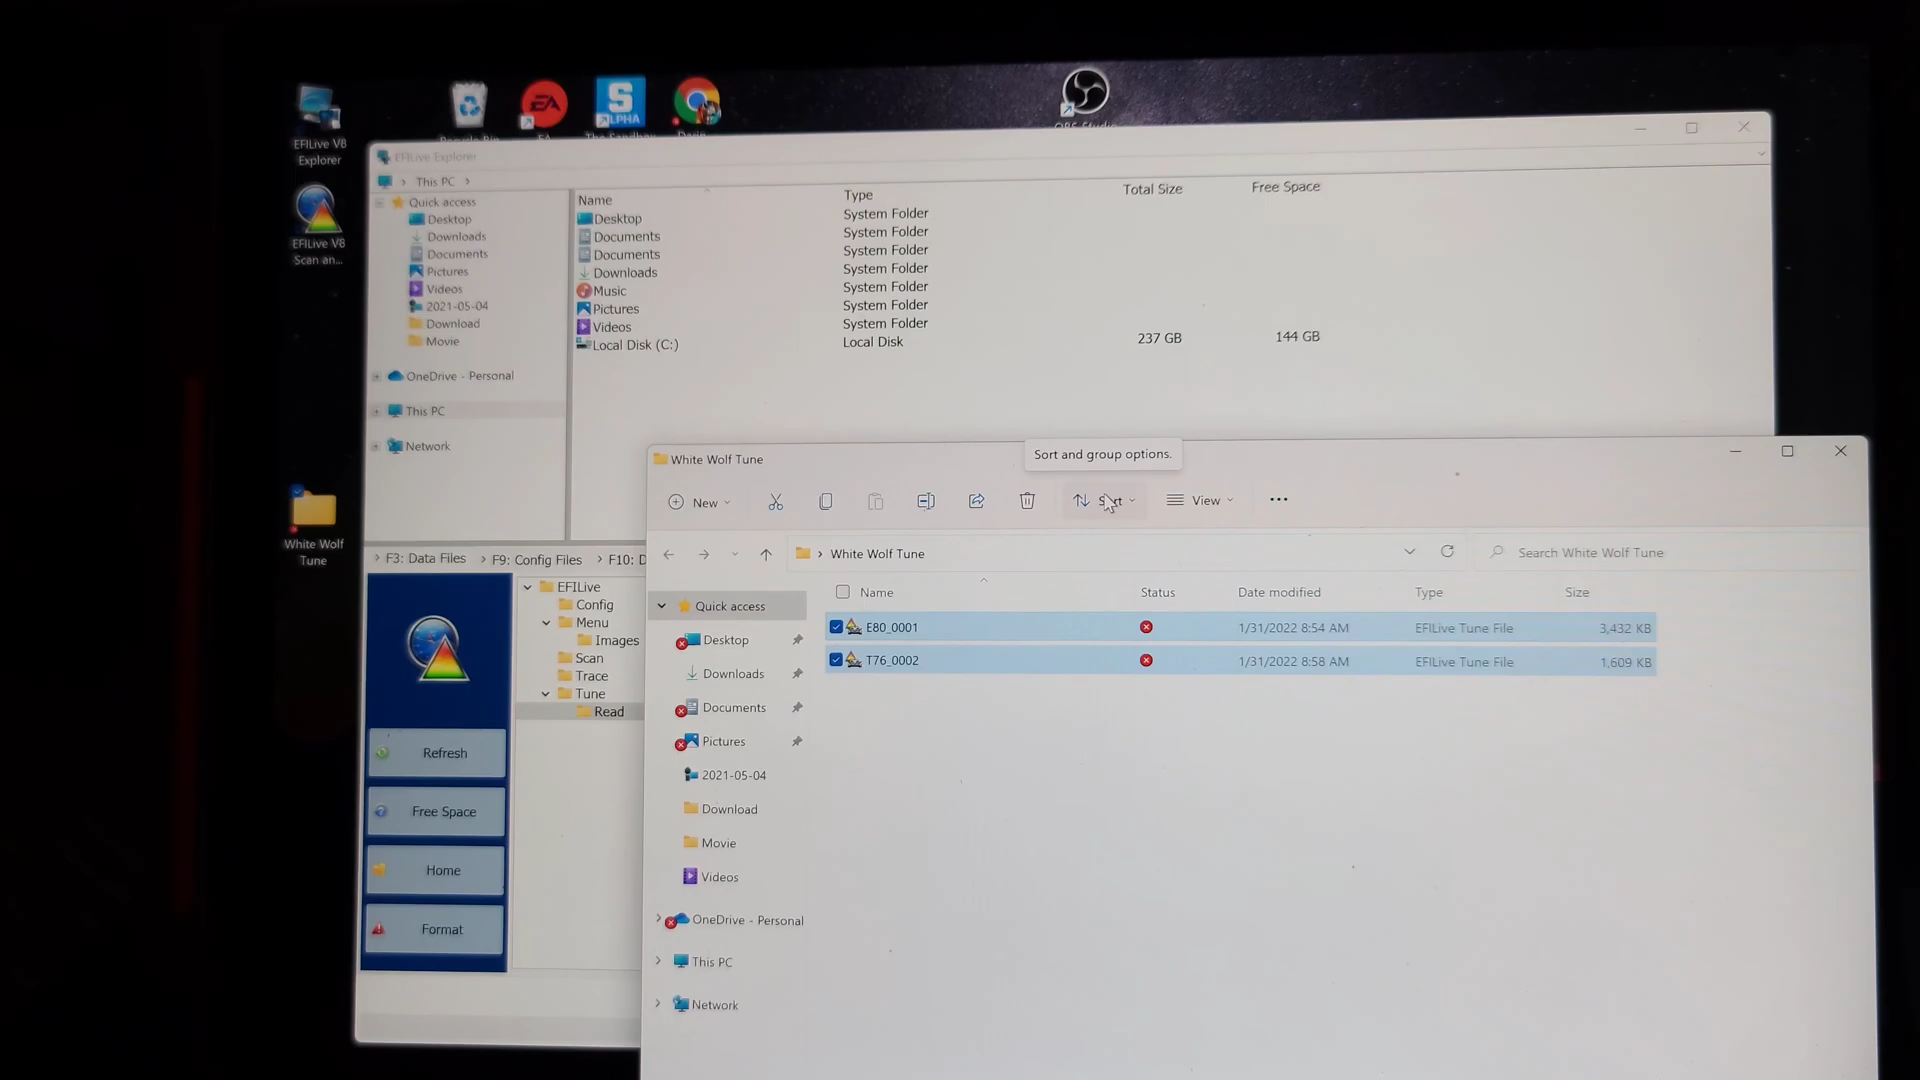 EFILive V8
Explorer
EA
S
ALPHA
EFILive V8
Scan an...
White Wolf
Tune
EFILive Explorer
This PC
Quick access
Desktop
Downloads
Documents
Pictures
Videos
2021-05-04
Download
Movie
OneDrive - Personal
This PC
Network
Name Type Total Size Free Space
Desktop System Folder
Documents System Folder
Documents System Folder
Downloads System Folder
Music System Folder
Pictures System Folder
Videos System Folder
Local Disk (C:) Local Disk 237 GB 144 GB
F3: Data Files F9: Config Files F10: D
EFILive
Config
Menu
Images
Scan
Trace
Tune
Read
Refresh
Free Space
Home
Format
White Wolf Tune
Sort and group options.
New Sort View ...
White Wolf Tune
Search White Wolf Tune
Name Status Date modified Type Size
E80_0001 1/31/2022 8:54 AM EFILive Tune File 3,432 KB
T76_0002 1/31/2022 8:58 AM EFILive Tune File 1,609 KB
Quick access
Desktop
Downloads
Documents
Pictures
2021-05-04
Download
Movie
Videos
OneDrive - Personal
This PC
Network